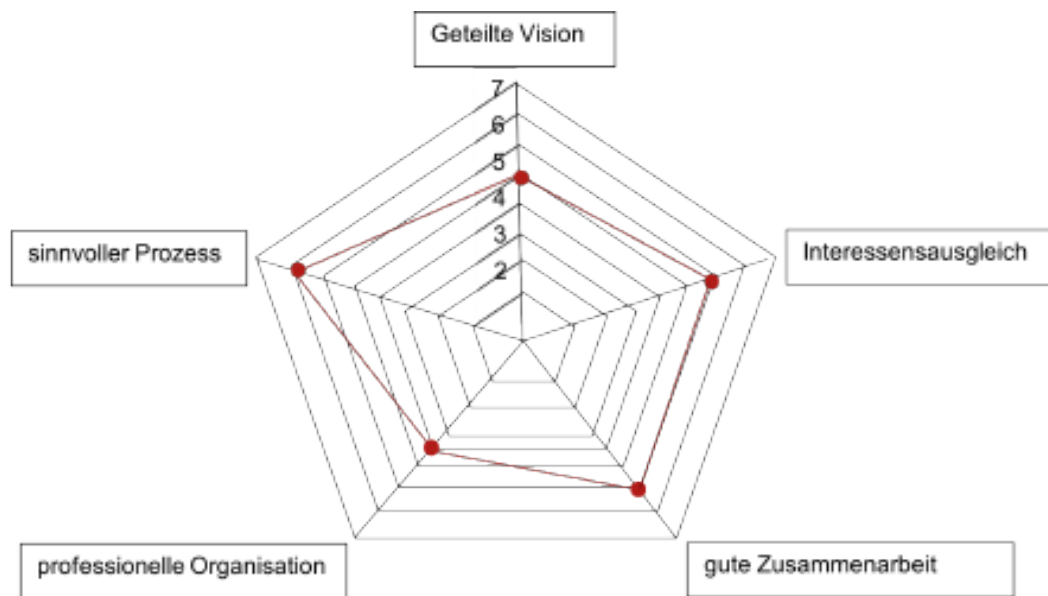 Geteilte Vision
7
6
5
4
3
2
sinnvoller Prozess
Interessensausgleich
professionelle Organisation
gute Zusammenarbeit